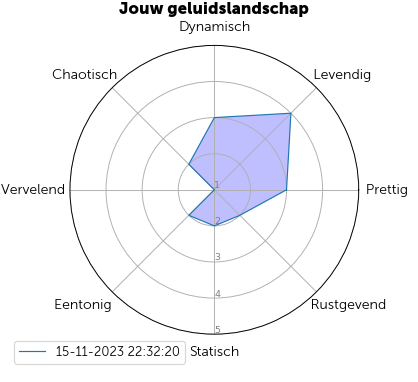 Jouw geluidslandschap
Dynamisch
Chaotisch
Levendig
Vervelend
1
Prettig
2
3
4
Eentonig
Rustgevend
5
15-11-2023 22:32:20
Statisch